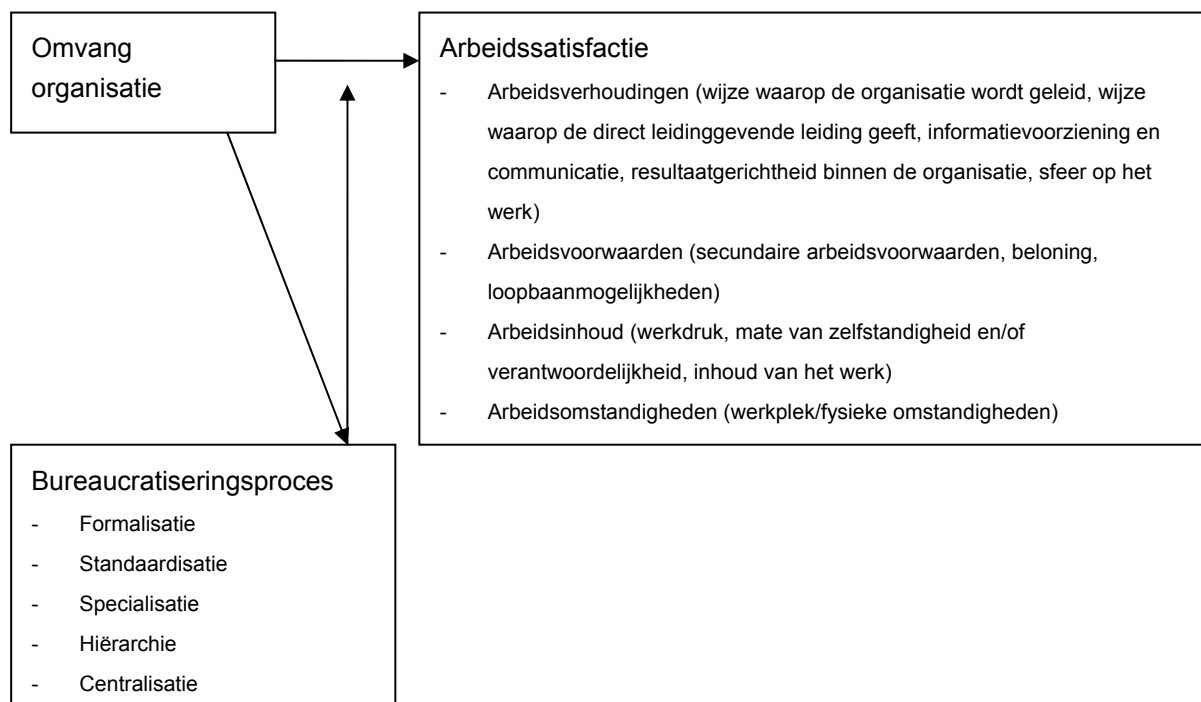 Omvang
organisatie
Arbeidssatisfactie
- Arbeidsverhoudingen (wijze waarop de organisatie wordt geleid, wijze
waarop de direct leidinggevende leiding geeft, informatievoorziening en
communicatie, resultaatgerichtheid binnen de organisatie, sfeer op het
werk)
- Arbeidsvoorwaarden (secundaire arbeidsvoorwaarden, beloning,
loopbaanmogelijkheden)
- Arbeidsinhoud (werkdruk, mate van zelfstandigheid en/of
verantwoordelijkheid, inhoud van het werk)
- Arbeidsomstandigheden (werkplek/fysieke omstandigheden)
Bureaucratiseringsproces
- Formalisatie
- Standaardisatie
- Specialisatie
- Hiërarchie
- Centralisatie